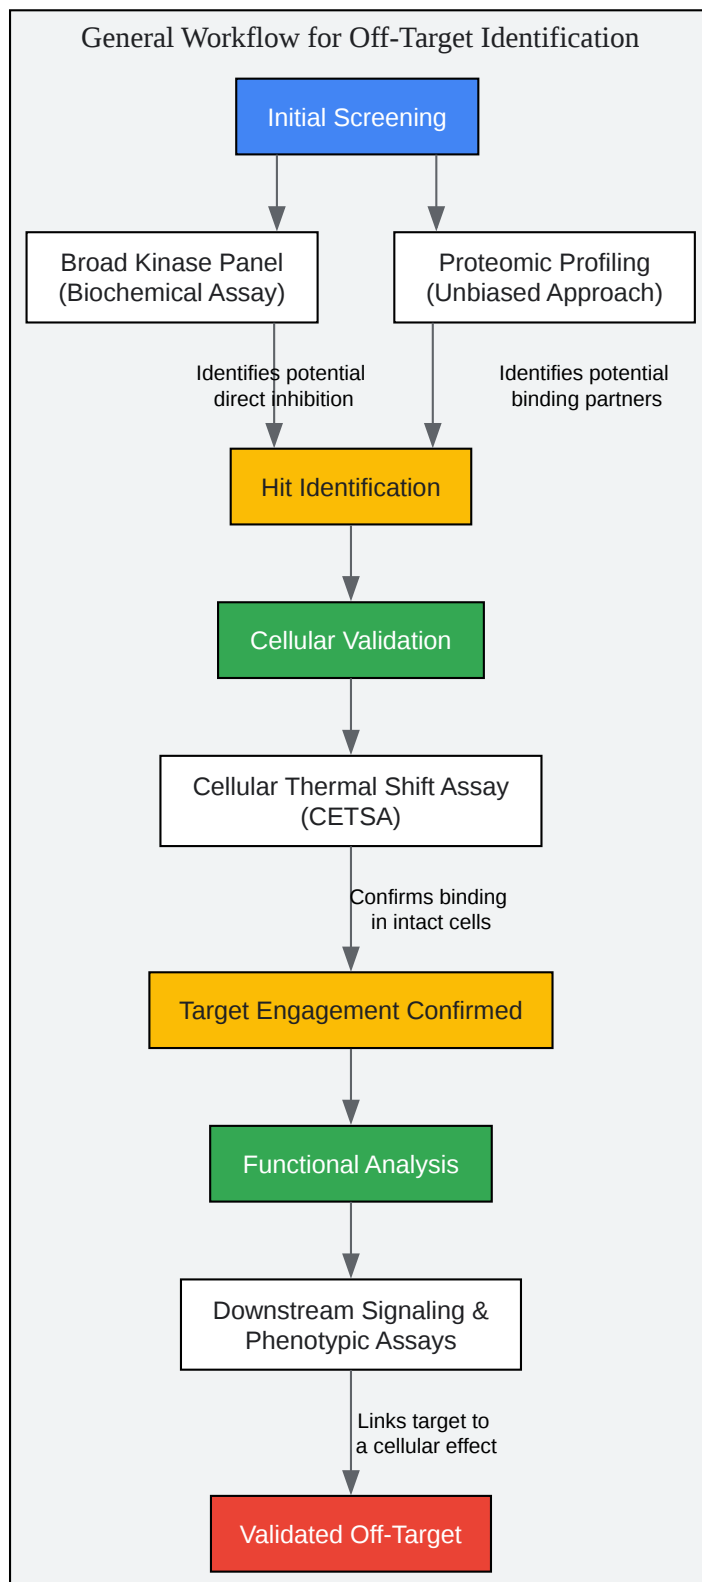 General Workflow for Off-Target Identification
Initial Screening
Broad Kinase Panel
(Biochemical Assay)
Proteomic Profiling
(Unbiased Approach)
Identifies potential
direct inhibition
Identifies potential
binding partners
Hit Identification
Cellular Validation
Cellular Thermal Shift Assay
(CETSA)
Confirms binding
in intact cells
Target Engagement Confirmed
Functional Analysis
Downstream Signaling &
Phenotypic Assays
Links target to
a cellular effect
Validated Off-Target